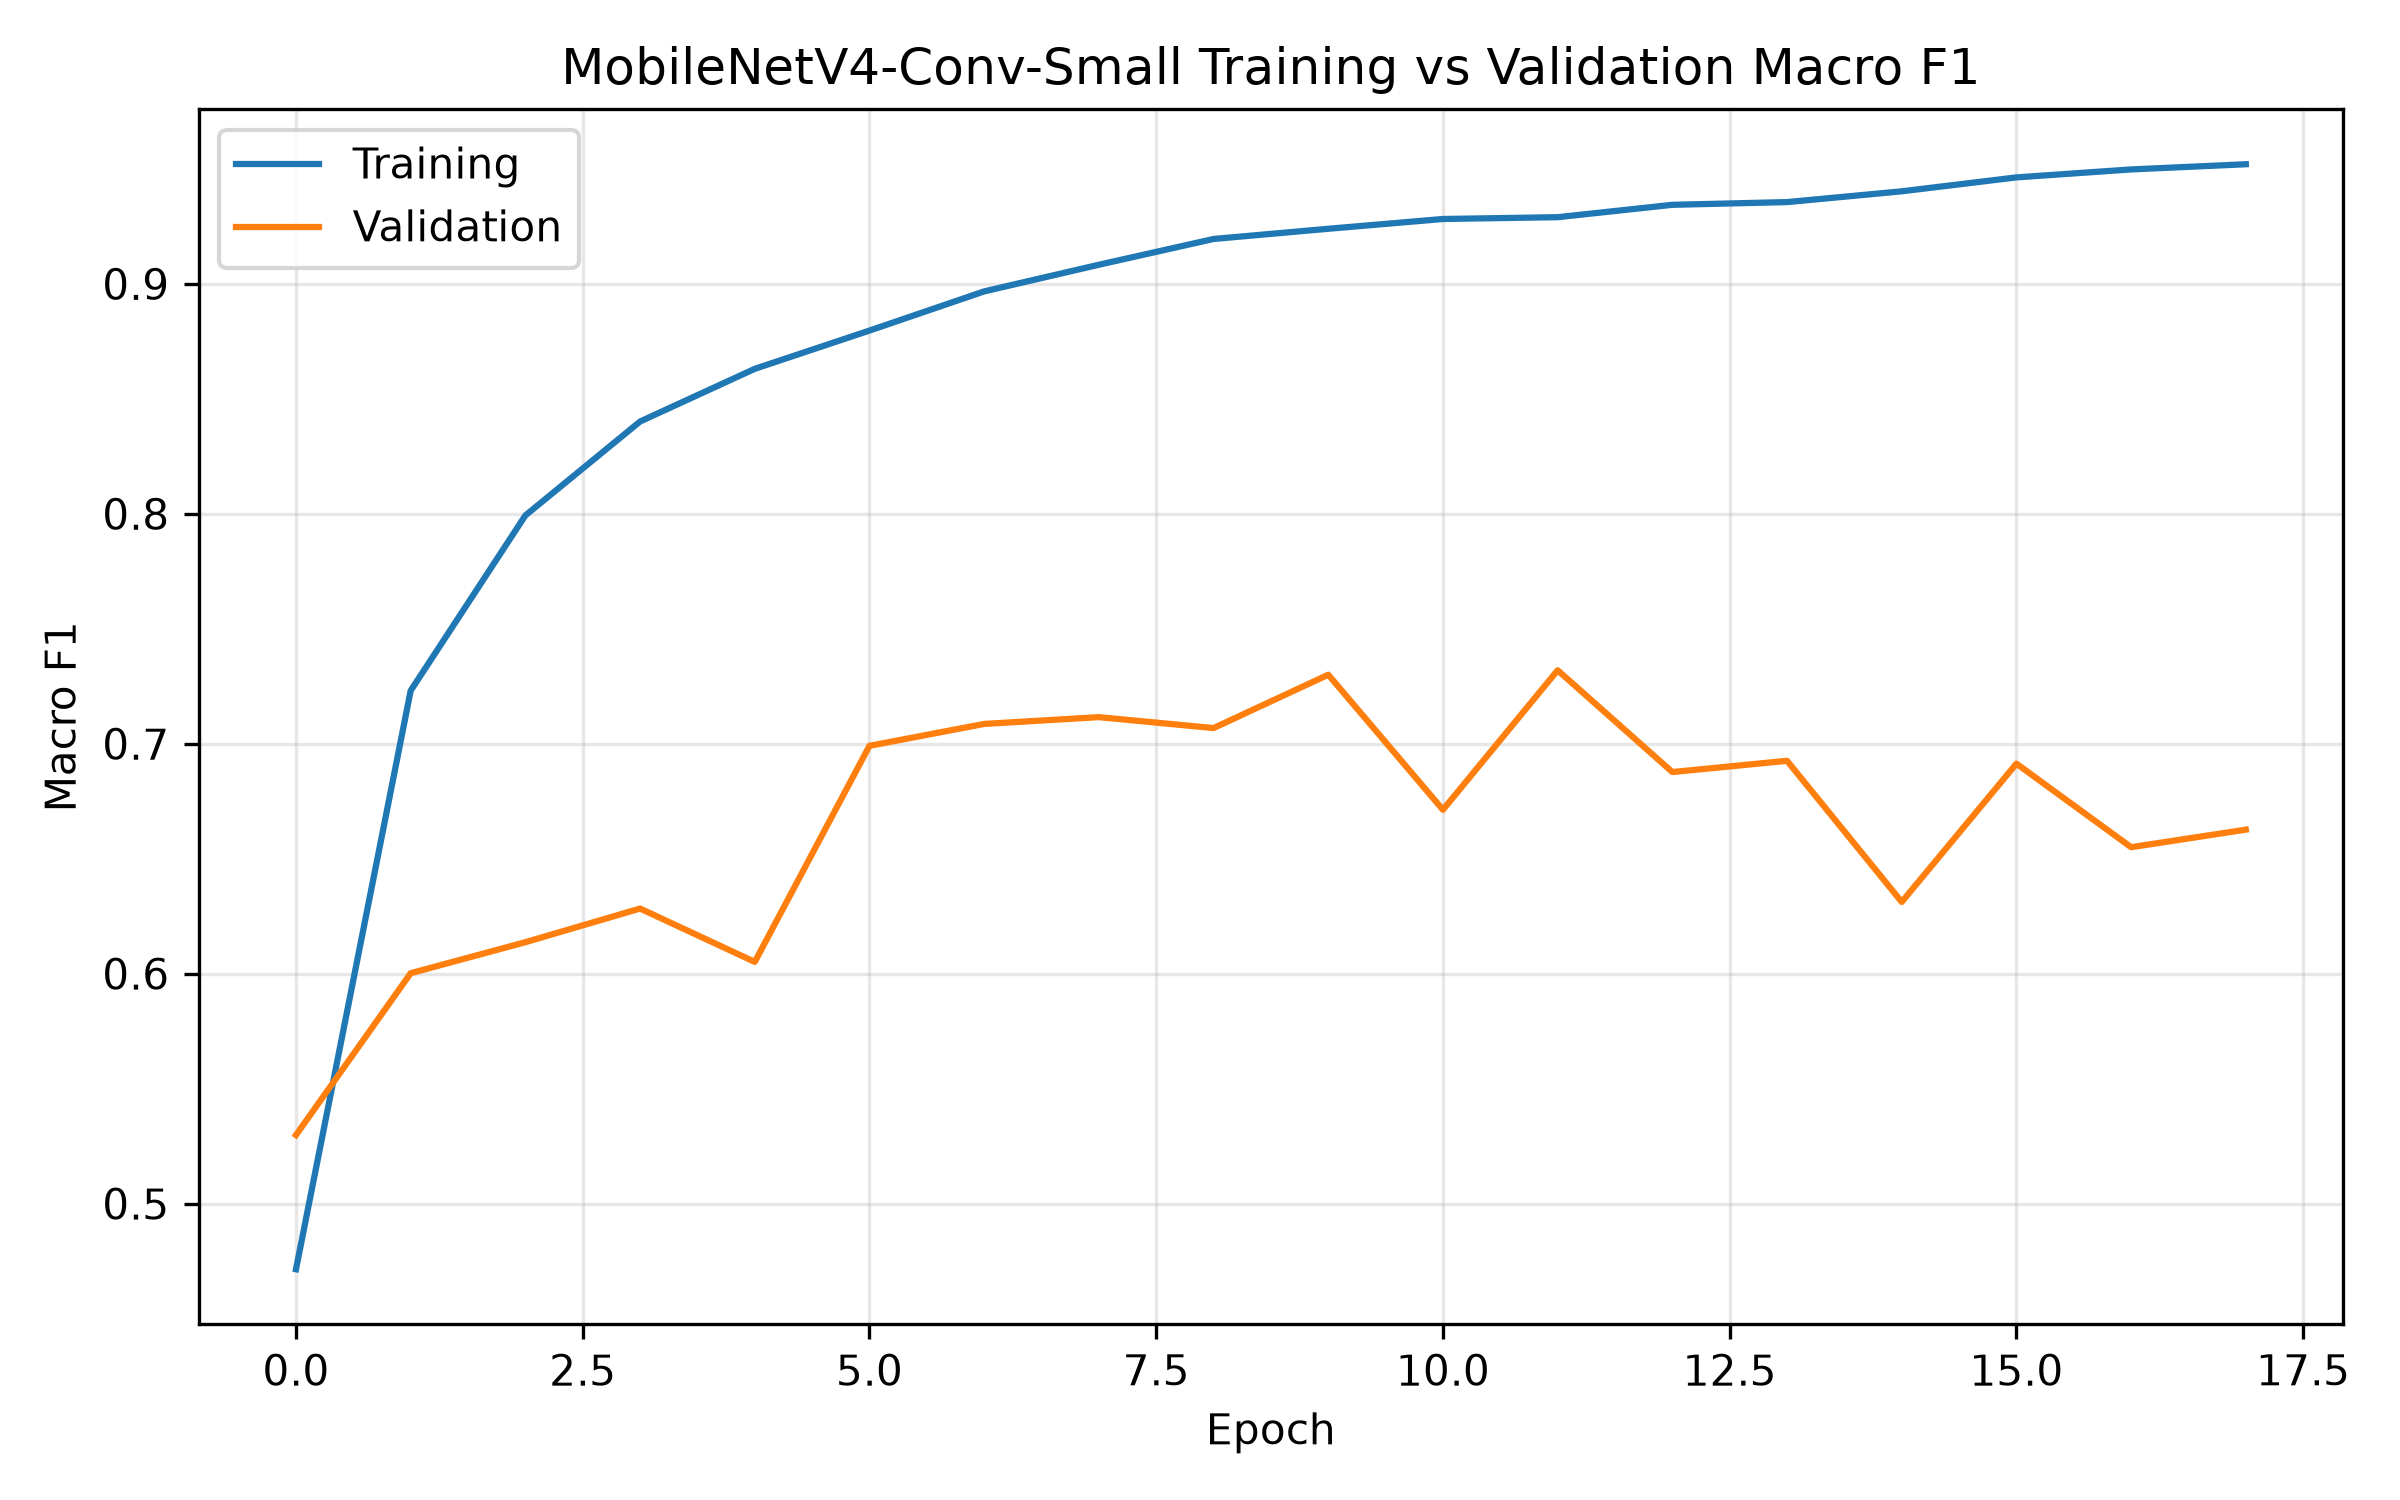 MobileNetV4-Conv-Small Training vs Validation Macro F1
Training
Validation
0.9
0.8
0.7
0.6
0.5
Macro F1
0.0 2.5 5.0 7.5 10.0 12.5 15.0 17.5
Epoch